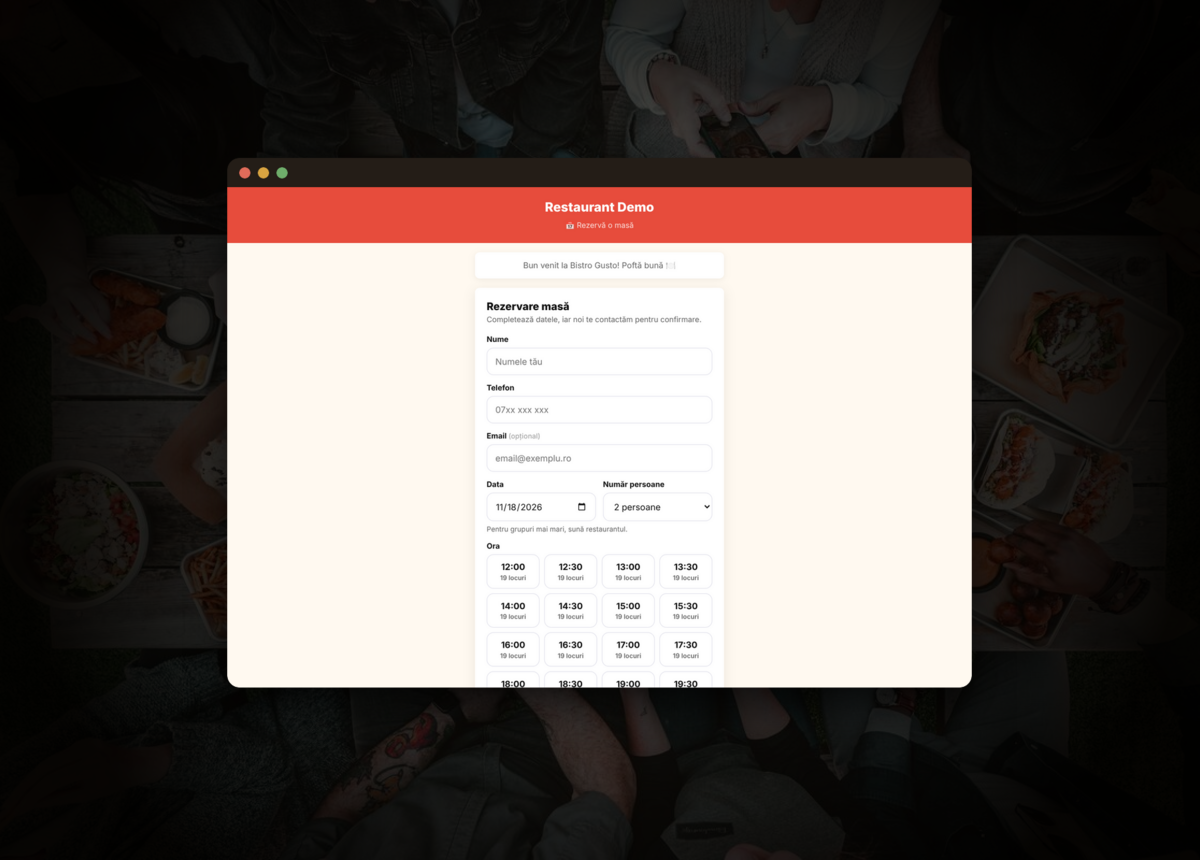 Restaurant Demo
📅 Rezervă o masă
Bun venit la Bistro Gusto! Poftă bună 🍽️
Rezervare masă
Completează datele, iar noi te contactăm pentru confirmare.
Nume
Numele tău
Telefon
07xx xxx xxx
Email (opțional)
email@exemplu.ro
Data Număr persoane
11/18/2026 2 persoane
Pentru grupuri mai mari, sună restaurantul.
Ora
12:00 12:30 13:00 13:30
19 locuri 19 locuri 19 locuri 19 locuri
14:00 14:30 15:00 15:30
19 locuri 19 locuri 19 locuri 19 locuri
16:00 16:30 17:00 17:30
19 locuri 19 locuri 19 locuri 19 locuri
18:00 18:30 19:00 19:30